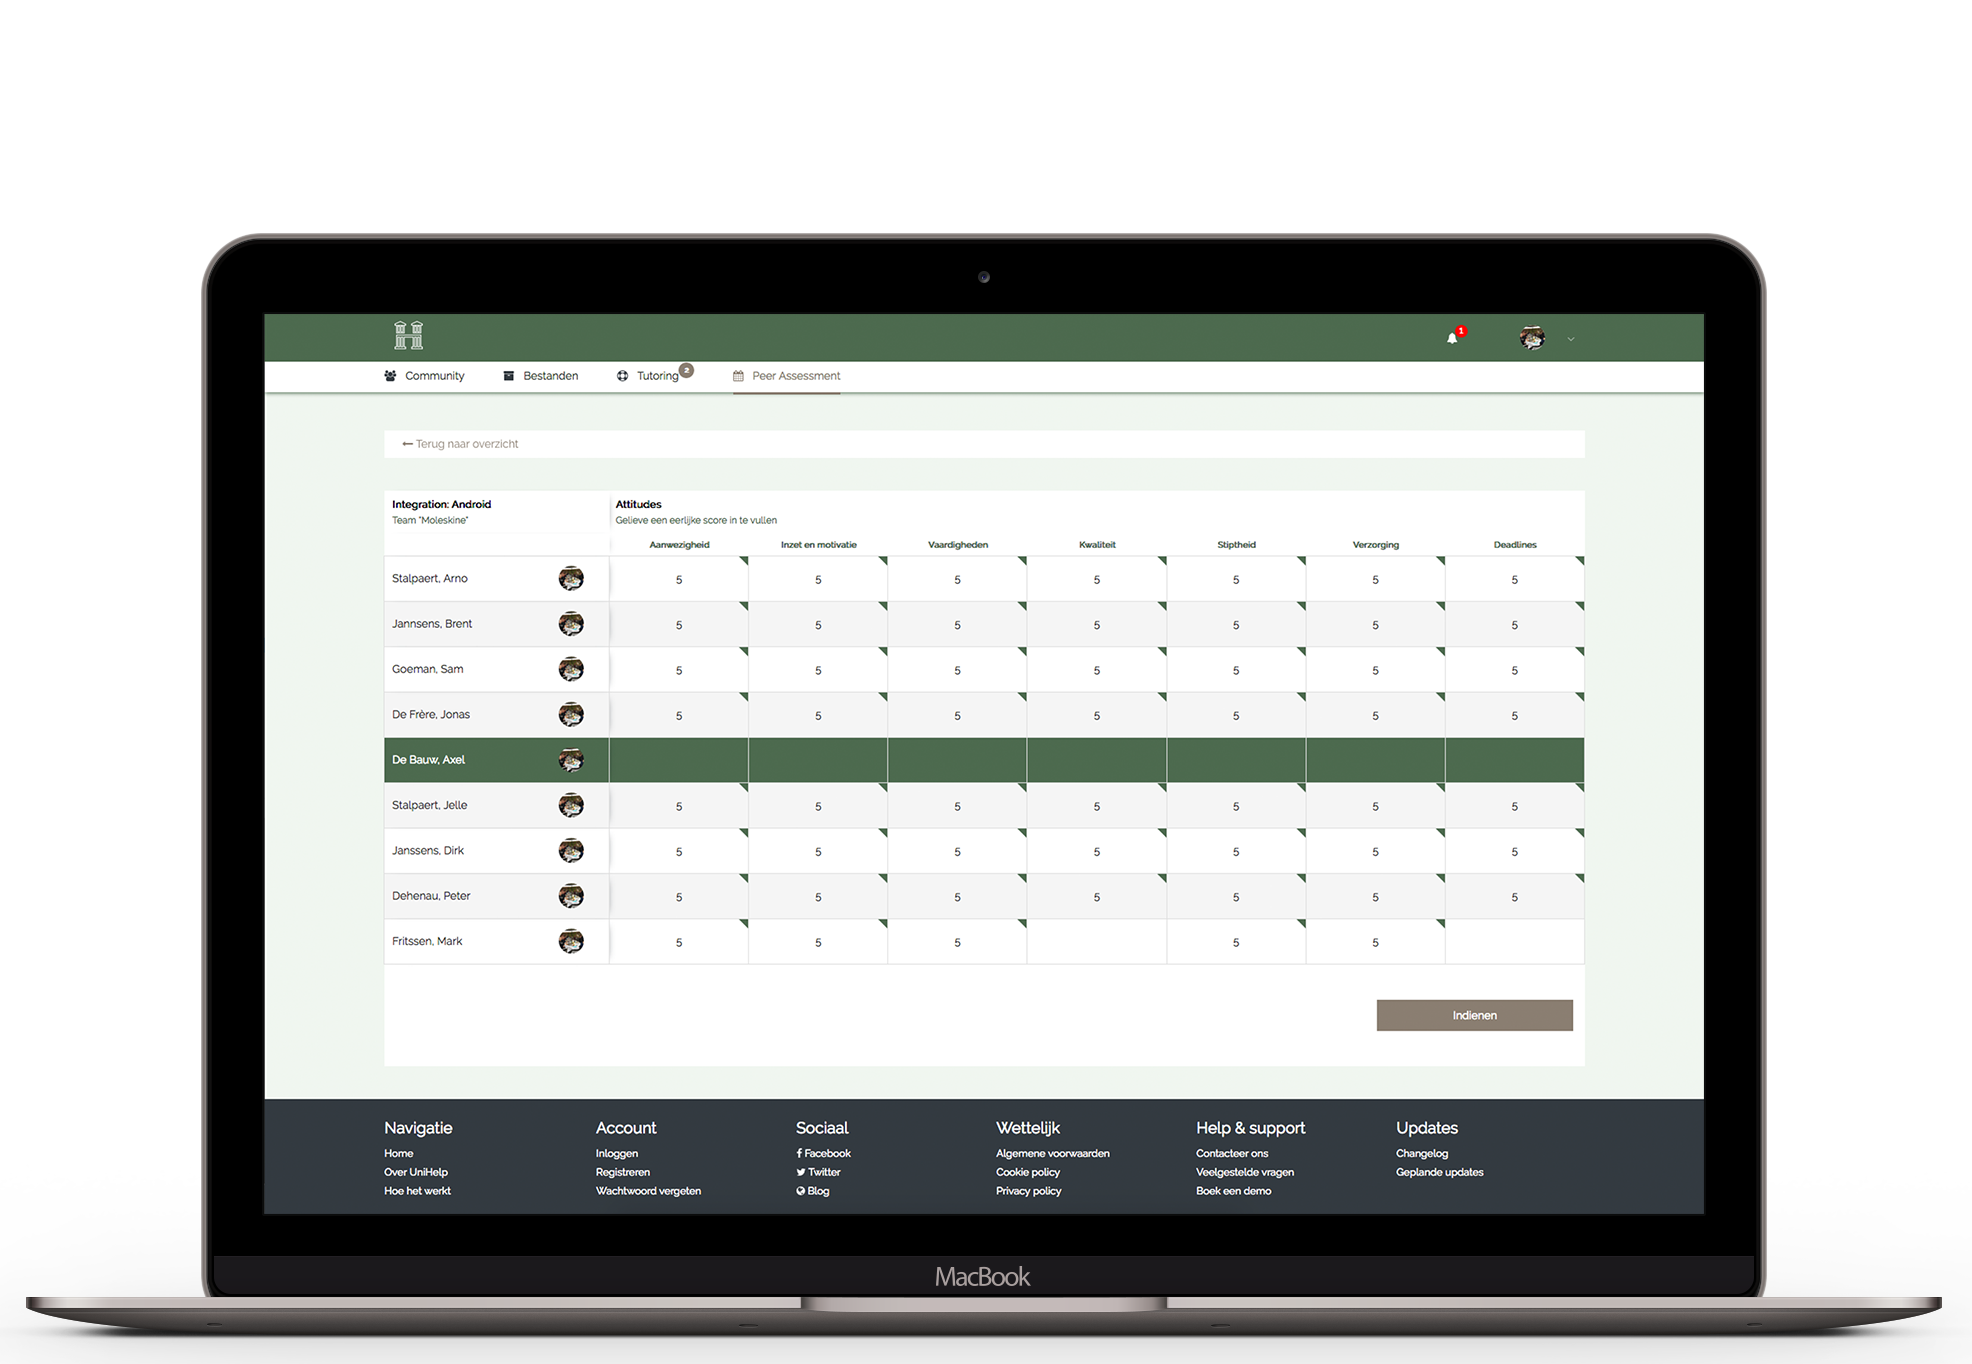 1
Community Bestanden Tutoring 2 Peer Assessment
Terug naar overzicht
Integration: Android Attitudes
Team "Moleskine" Gelieve een eerlijke score in te vullen
Aanwezigheid Inzet en motivatie Vaardigheden Kwaliteit Stiptheid Verzorging Deadlines
Stalpaert, Arno 5 5 5 5 5 5 5
Jannsens, Brent 5 5 5 5 5 5 5
Goeman, Sam 5 5 5 5 5 5 5
De Frère, Jonas 5 5 5 5 5 5 5
De Bauw, Axel
Stalpaert, Jelle 5 5 5 5 5 5 5
Janssens, Dirk 5 5 5 5 5 5 5
Dehenau, Peter 5 5 5 5 5 5 5
Fritssen, Mark 5 5 5 5 5
Indienen
Navigatie Account Sociaal Wettelijk Help & support Updates
Home Inloggen Facebook Algemene voorwaarden Contacteer ons Changelog
Over UniHelp Registreren Twitter Cookie policy Veelgestelde vragen Geplande updates
Hoe het werkt Wachtwoord vergeten Blog Privacy policy Boek een demo
MacBook